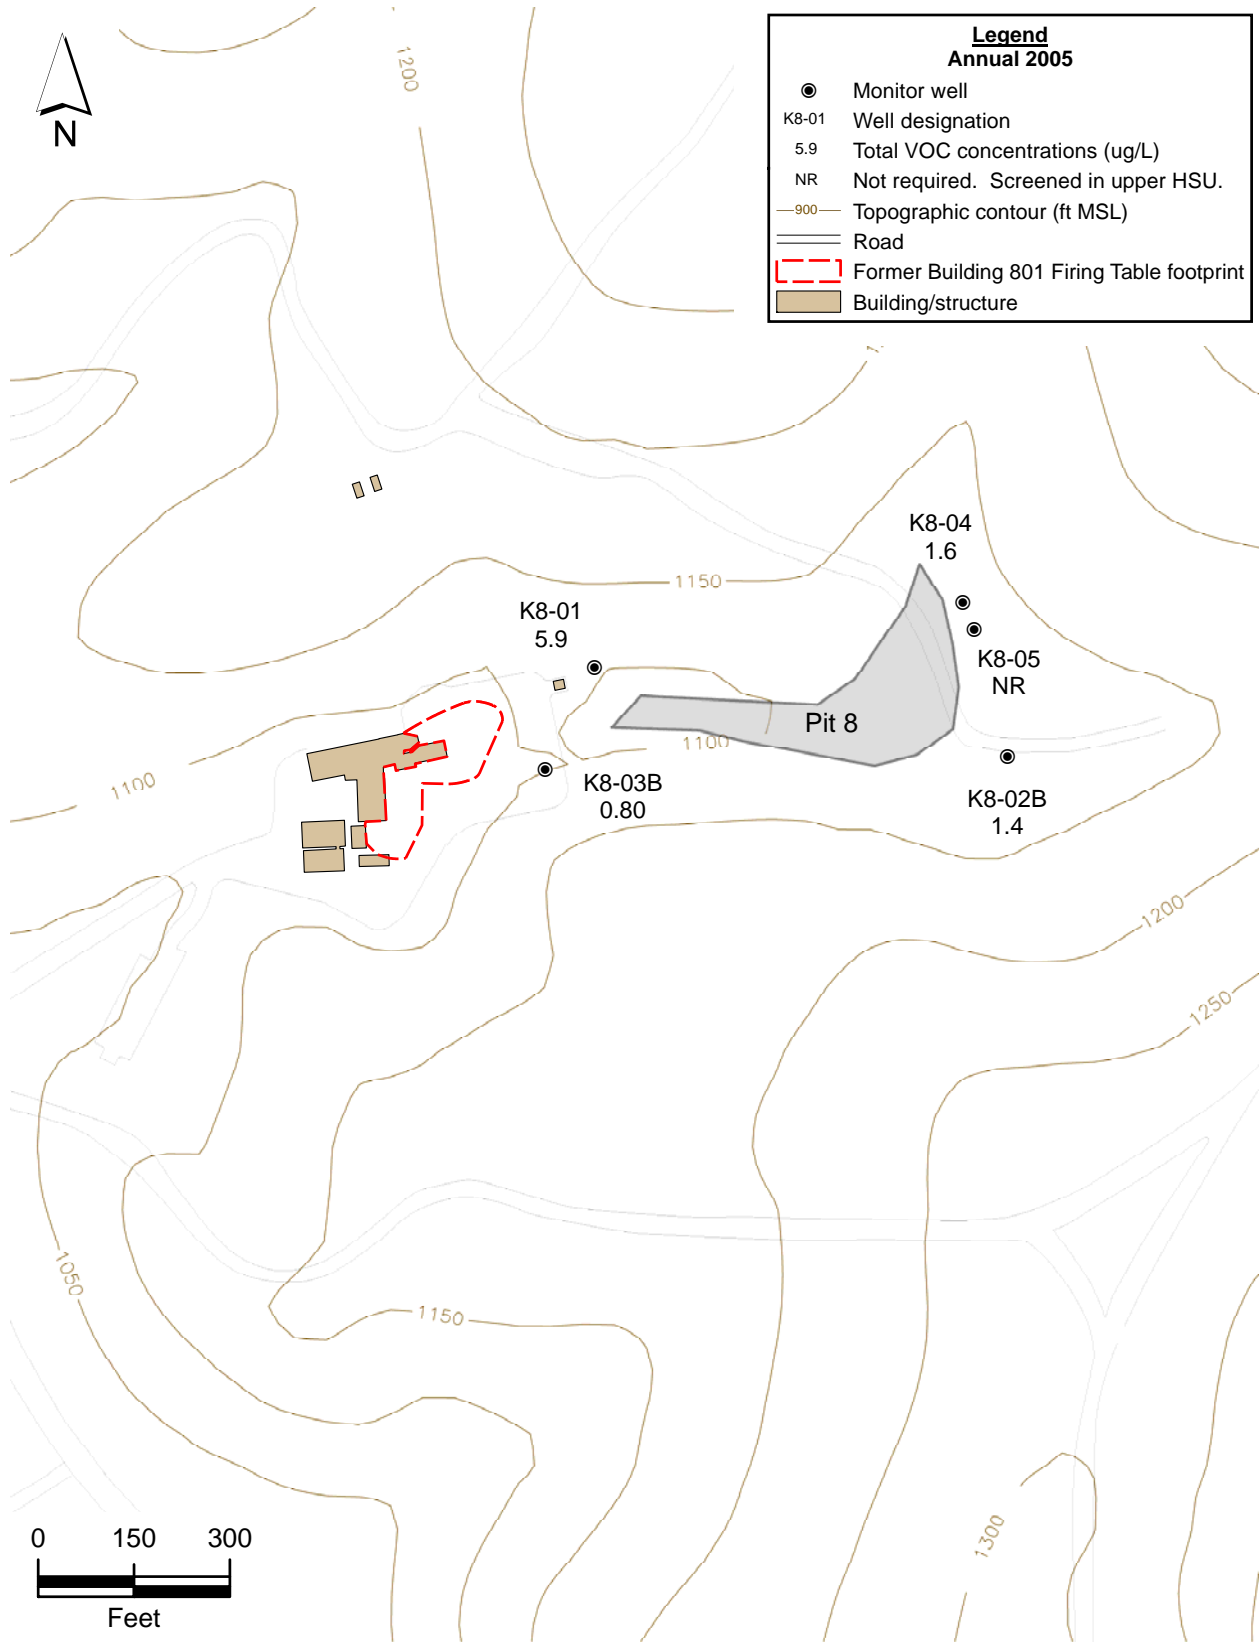 N
Legend
Annual 2005
Monitor well
K8-01 Well designation
5.9 Total VOC concentrations (ug/L)
NR Not required. Screened in upper HSU.
900 Topographic contour (ft MSL)
Road
Former Building 801 Firing Table footprint
Building/structure
1200
K8-04
1.6
1150
K8-01
5.9
K8-05
NR
Pit 8
1100
1100
K8-03B
0.80
K8-02B
1.4
1200
1250
1050
1150
1300
0 150 300
Feet